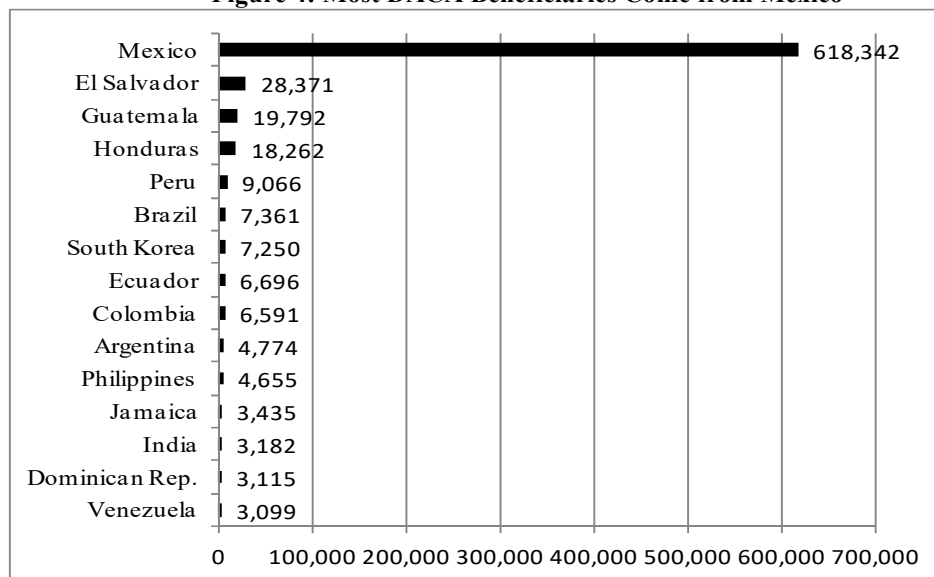 Figure 4: Most DACA Beneficiaries Come from Mexico
Mexico 618,342
El Salvador 28,371
Guatemala 19,792
Honduras 18,262
Peru 9,066
Brazil 7,361
South Korea 7,250
Ecuador 6,696
Colombia 6,591
Argentina 4,774
Philippines 4,655
Jamaica 3,435
India 3,182
Dominican Rep. 3,115
Venezuela 3,099
0 100,000 200,000 300,000 400,000 500,000 600,000 700,000